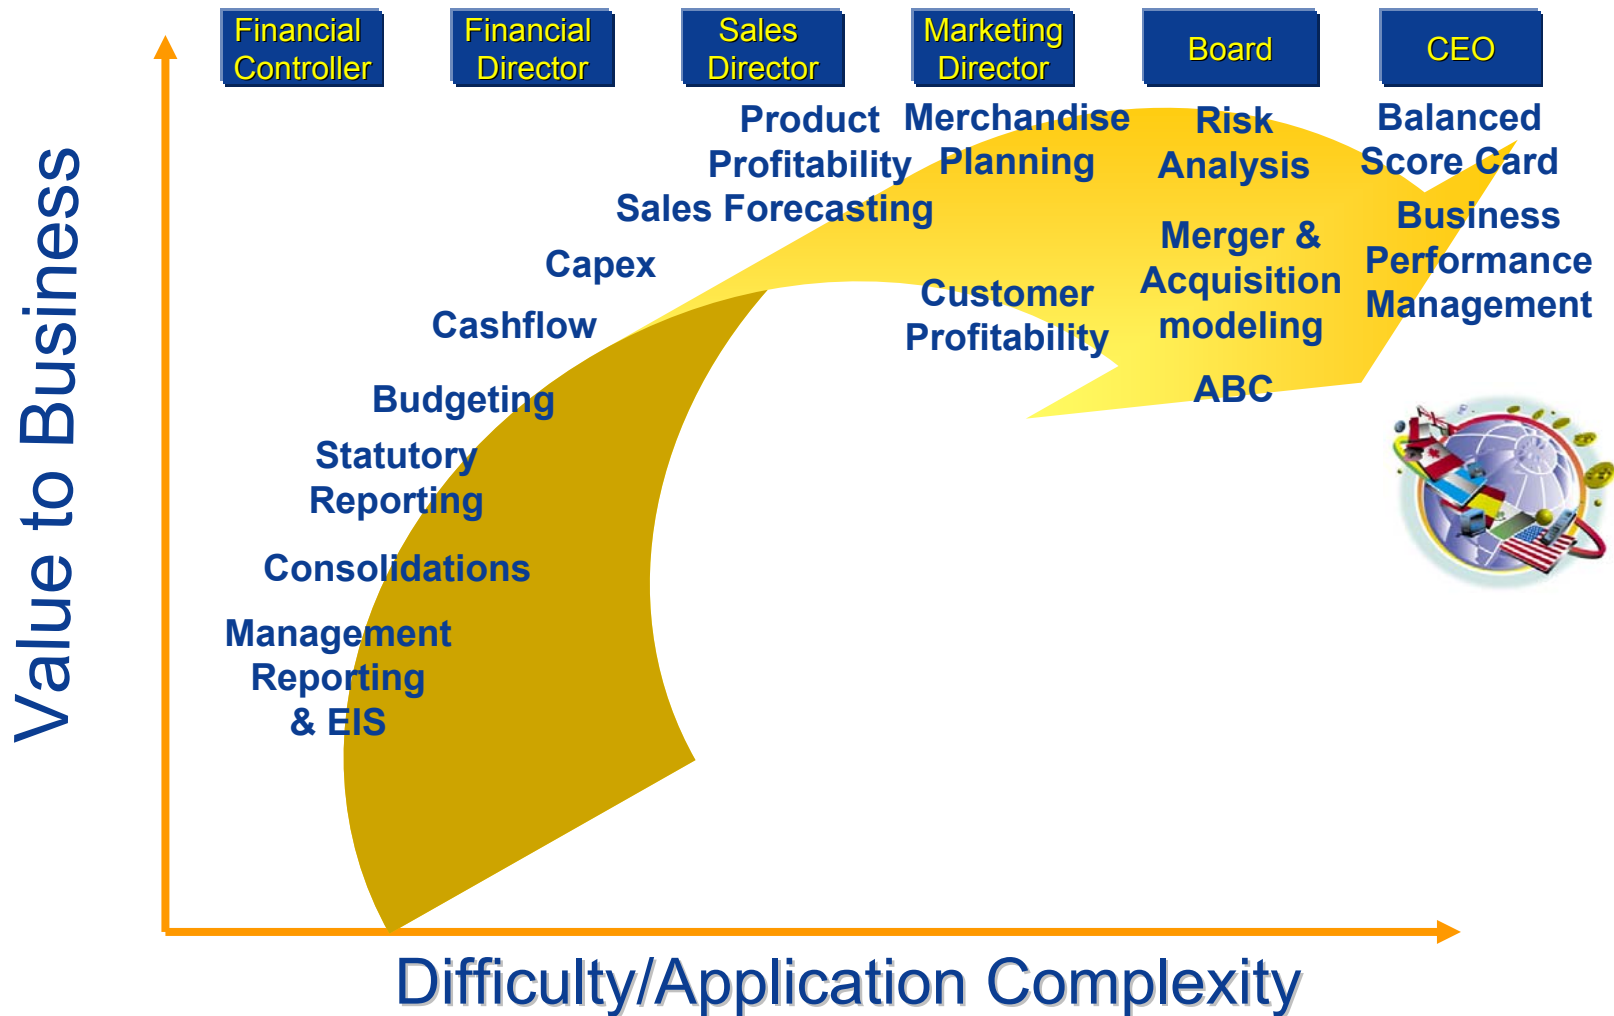 Financial
Controller
Financial
Director
Sales
Director
Marketing
Director
Board
CEO
Product
Profitability
Sales Forecasting
Merchandise
Planning
Risk
Analysis
Balanced
Score Card
Business
Performance
Management
Merger &
Acquisition
modeling
Capex
Customer
Profitability
Cashflow
ABC
Budgeting
Statutory
Reporting
Consolidations
Management
Reporting
& EIS
Value to Business
Difficulty/Application Complexity